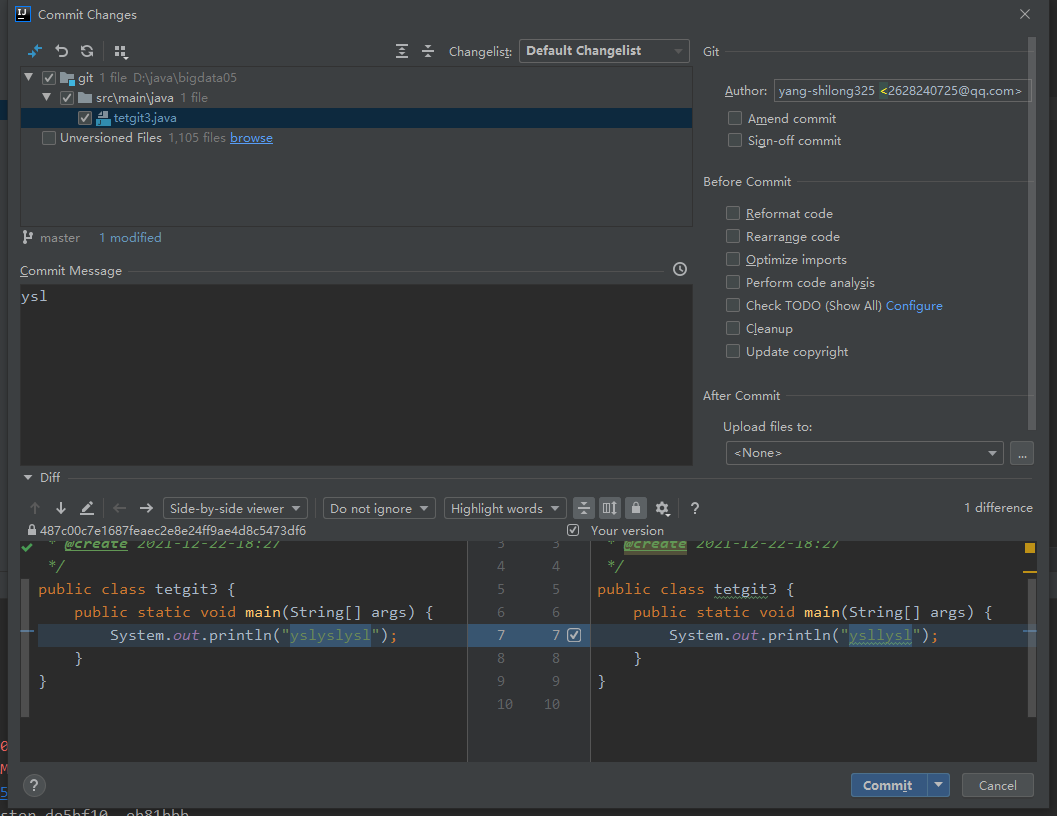 Commit Changes
Changelist: Default Changelist
Git
git 1 file D:\java\bigdata05
src\main\java 1 file
tetgit3.java
Unversioned Files 1,105 files browse
Author: yang-shilong325 <2628240725@qq.com>
Amend commit
Sign-off commit
Before Commit
Reformat code
Rearrange code
Optimize imports
Perform code analysis
Check TODO (Show All) Configure
Cleanup
Update copyright
master 1 modified
Commit Message
ysl
After Commit
Upload files to:
<None>
...
Diff
Side-by-side viewer
Do not ignore
Highlight words
?
1 difference
487c00c7e1687feaec2e8e24ff9ae4d8c5473df6
Your version
* @create 2021-12-22-18:27 3 3 * @create 2021-12-22-18:27
*/ 4 4 */
public class tetgit3 { 5 5 public class tetgit3 {
public static void main(String[] args) { 6 6 public static void main(String[] args) {
System.out.println("yslyslysl"); 7 7 System.out.println("ysllysl");
} 8 8 }
} 9 9 }
10 10
?
Commit
Cancel